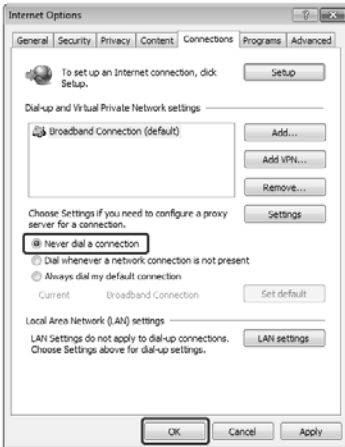 Internet Options
General Security Privacy Content Connections Programs Advanced
To set up an Internet connection, click
Setup.
Setup
Dial-up and Virtual Private Network settings
Broadband Connection (default)
Add...
Add VPN...
Remove...
Choose Settings if you need to configure a proxy
server for a connection.
Settings
Never dial a connection
Dial whenever a network connection is not present
Always dial my default connection
Current Broadband Connection Set default
Local Area Network (LAN) settings
LAN Settings do not apply to dial-up connections.
Choose Settings above for dial-up settings.
LAN settings
OK Cancel Apply